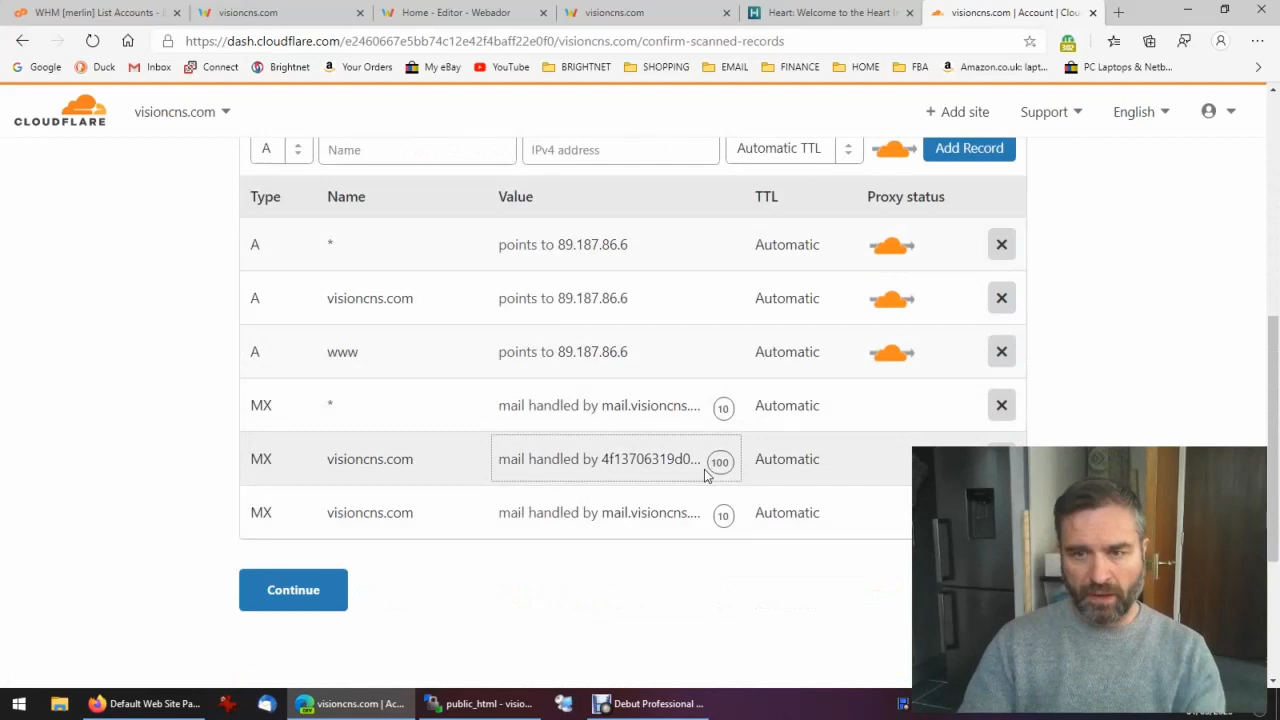 WHM [merlin] List Accounts -
visioncns.com
Home - Editor - Webador
visioncns.com
Heart: Welcome to the Heart In
visioncns.com | Account | Clou
https://dash.cloudflare.com/e2460667e5bb74c12e42f4baff22e0f0/visioncns.com/confirm-scanned-records
302
Google
Duck
Inbox
Connect
Brightnet
Your Orders
My eBay
YouTube
BRIGHTNET
SHOPPING
EMAIL
FINANCE
HOME
FBA
Amazon.co.uk: lapt...
PC Laptops & Netb...
CLOUDFLARE
visioncns.com
+ Add site
Support
English
A
Name
IPv4 address
Automatic TTL
Add Record
Type Name Value TTL Proxy status
A * points to 89.187.86.6 Automatic
A visioncns.com points to 89.187.86.6 Automatic
A www points to 89.187.86.6 Automatic
MX * mail handled by mail.visioncns.... 10 Automatic
MX visioncns.com mail handled by 4f13706319d0... 100 Automatic
MX visioncns.com mail handled by mail.visioncns.... 10 Automatic
Continue
Default Web Site Pa...
visioncns.com | Ac...
public_html - visio...
Debut Professional ...